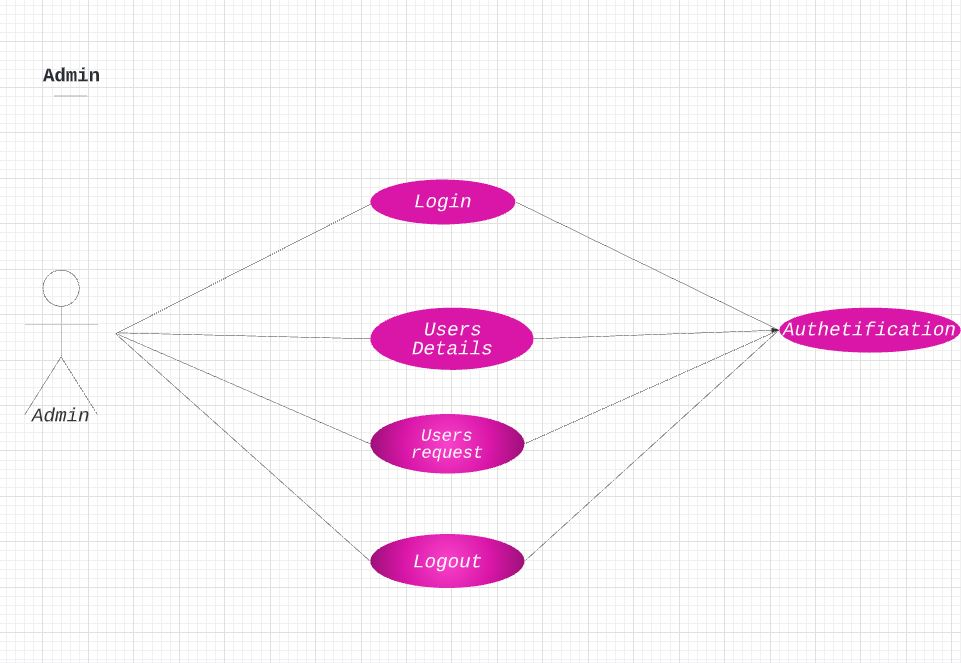 Admin
Login
Users
Details
Authetification
Users
request
Admin
Logout